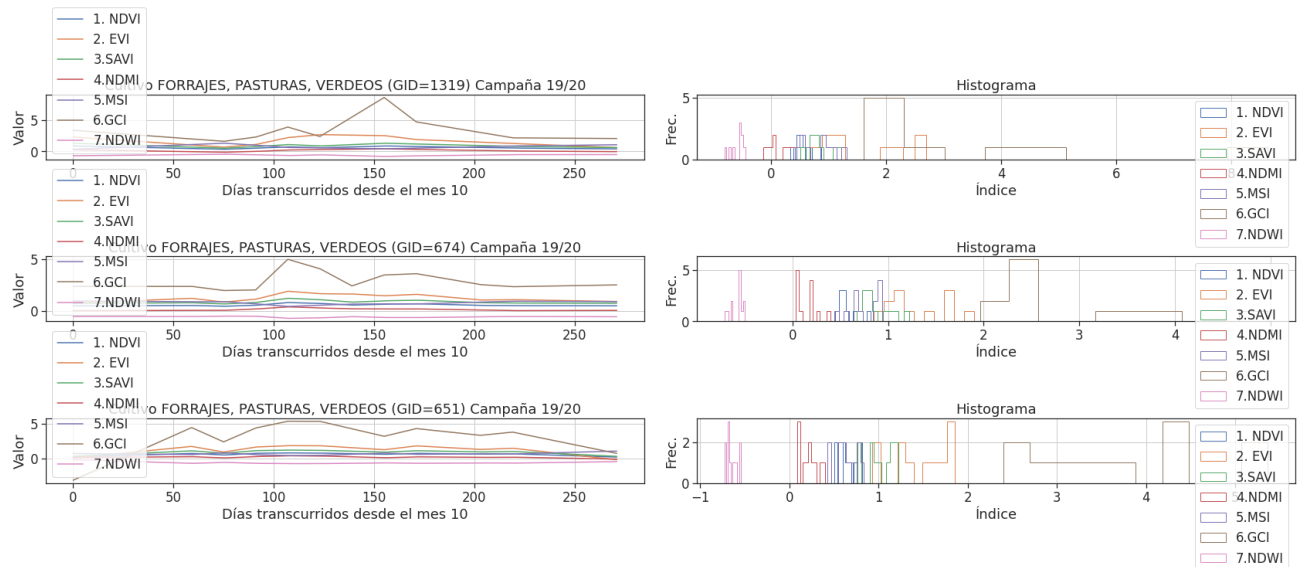 1. NDVI
2. EVI
3.SAVI
4.NDMI
5.MSI
6.GCI
7.NDWI
Cultivo FORRAJES, PASTURAS, VERDEOS (GID=1319) Campaña 19/20
Valor
5
0
0 50 100 150 200 250
Días transcurridos desde el mes 10
Histograma
Frec.
5
0
0 2 4 6 8
Índice
1. NDVI
2. EVI
3.SAVI
4.NDMI
5.MSI
6.GCI
7.NDWI
1. NDVI
2. EVI
3.SAVI
4.NDMI
5.MSI
6.GCI
7.NDWI
Cultivo FORRAJES, PASTURAS, VERDEOS (GID=674) Campaña 19/20
Valor
5
0
0 50 100 150 200 250
Días transcurridos desde el mes 10
Histograma
Frec.
5
0
0 1 2 3 4
Índice
1. NDVI
2. EVI
3.SAVI
4.NDMI
5.MSI
6.GCI
7.NDWI
1. NDVI
2. EVI
3.SAVI
4.NDMI
5.MSI
6.GCI
7.NDWI
Cultivo FORRAJES, PASTURAS, VERDEOS (GID=651) Campaña 19/20
Valor
5
0
0 50 100 150 200 250
Días transcurridos desde el mes 10
Histograma
Frec.
2
0
−1 0 1 2 3 4
Índice
1. NDVI
2. EVI
3.SAVI
4.NDMI
5.MSI
6.GCI
7.NDWI